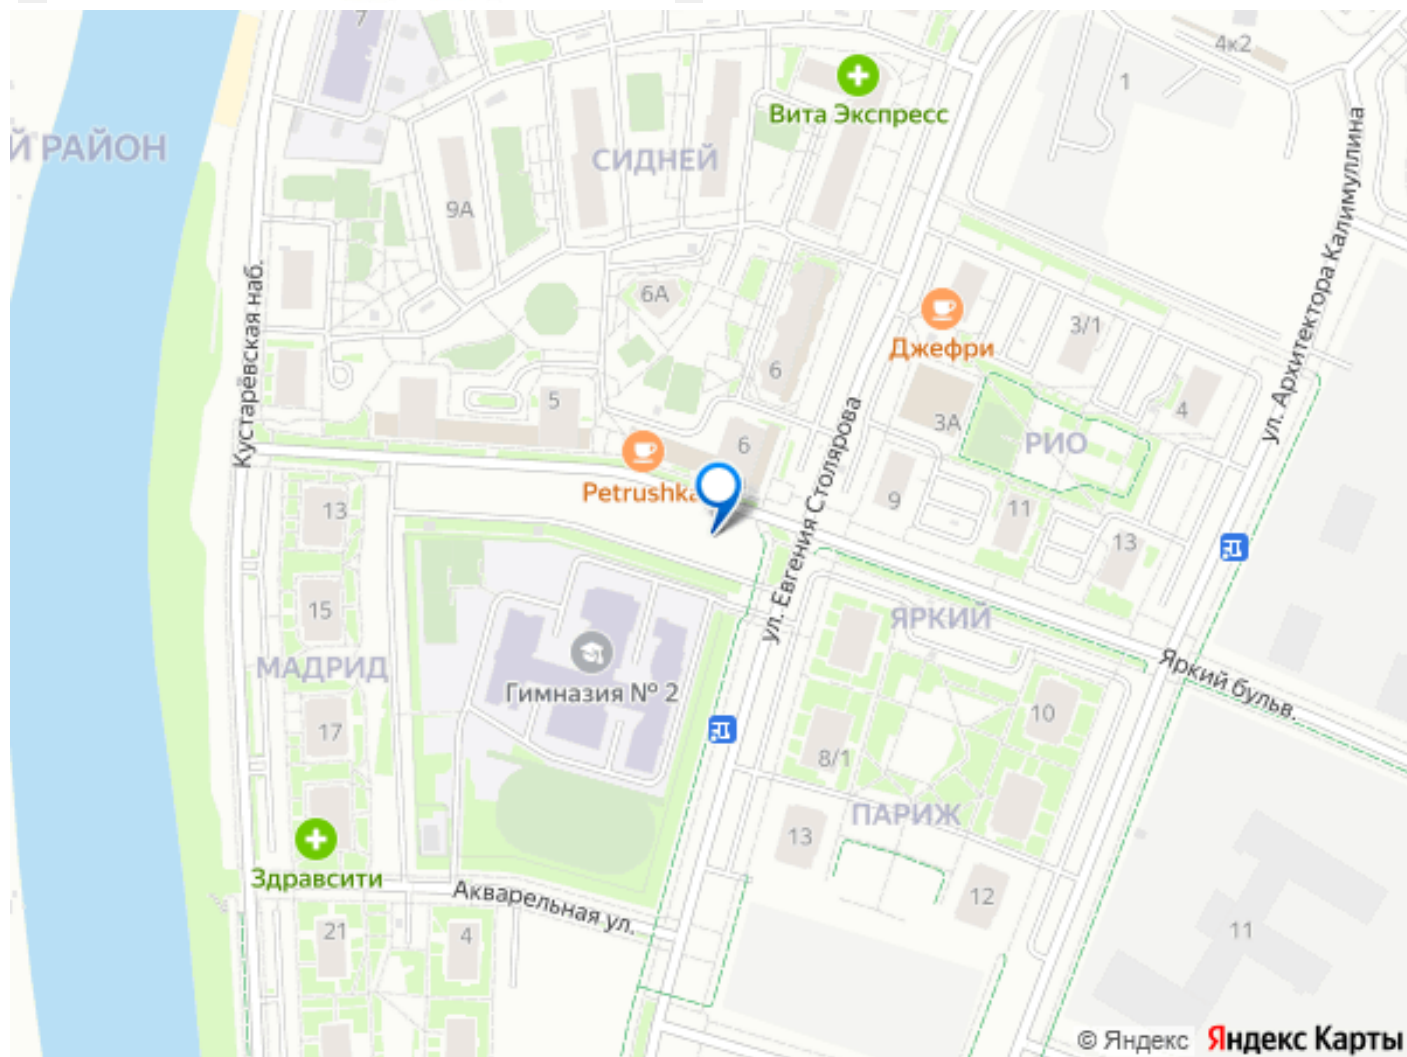 7
4к2
1
Вита Экспресс
Й РАЙОН
СИДНЕЙ
9А
ул. Архитектора Калимуллина
Кустарёвская наб.
6А
Джефри
3/1
6
5
3А
4
РИО
6
Petrushka
ул. Евгения Столярова
9
11
13
13
15
ЯРКИЙ
МАДРИД
Гимназия № 2
Яркий бульв.
17
10
8/1
ПАРИЖ
13
Здравсити
Акварельная ул.
12
21
4
11
© Яндекс
Яндекс Карты